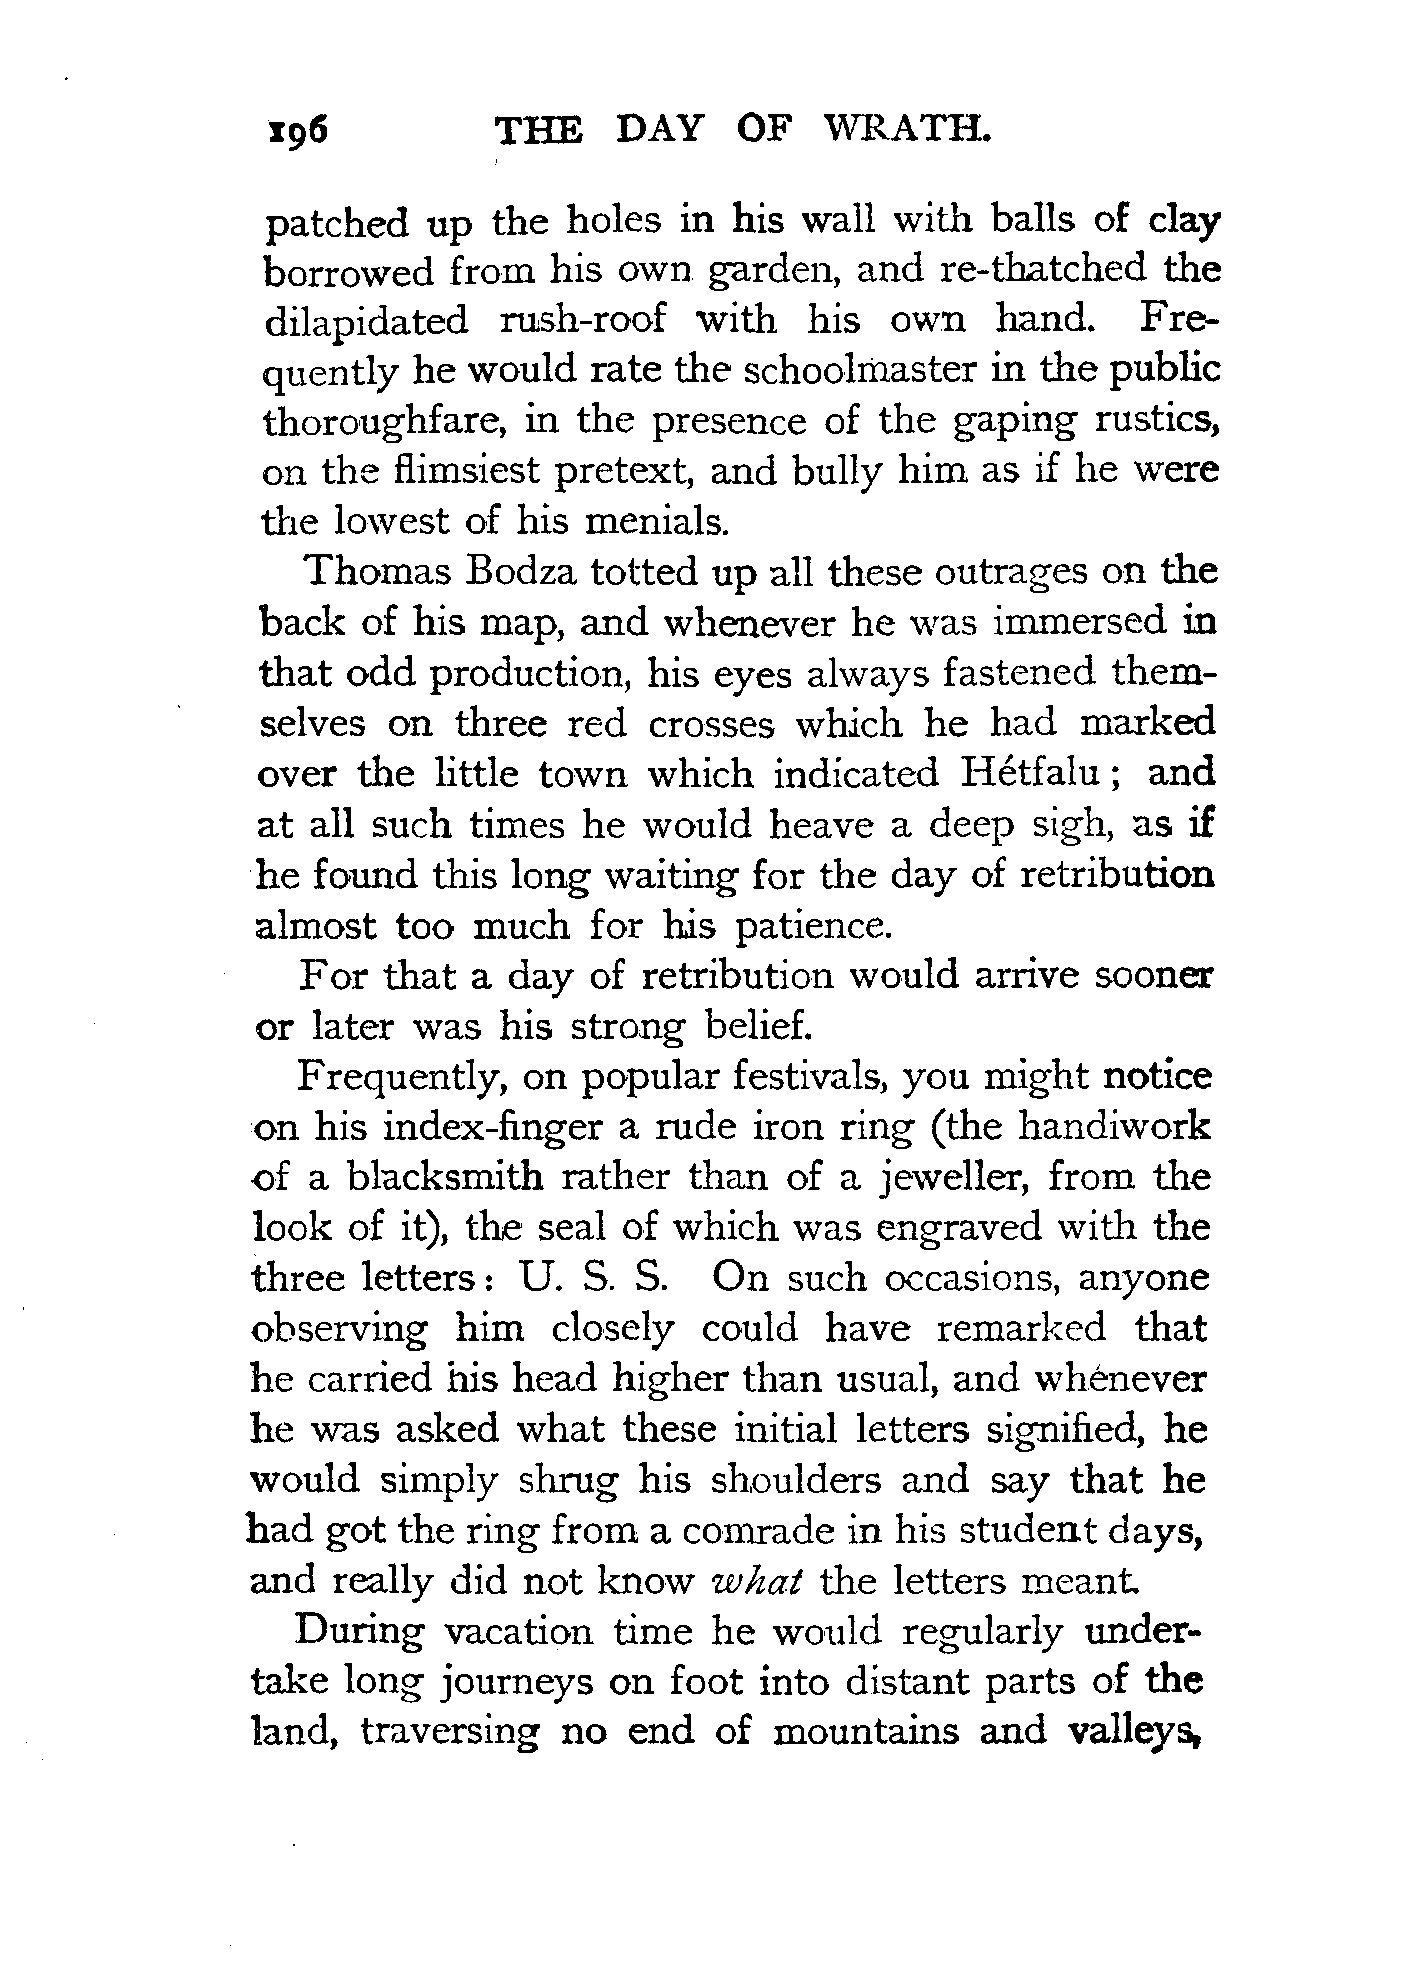 196 THE DAY OF WRATH.
patched up the holes in his wall with balls of clay
borrowed from his own garden, and re-thatched the
dilapidated rush-roof with his own hand. Fre-
quently he would rate the schoolmaster in the public
thoroughfare, in the presence of the gaping rustics,
on the flimsiest pretext, and bully him as if he were
the lowest of his menials.
Thomas Bodza totted up all these outrages on the
back of his map, and whenever he was immersed in
that odd production, his eyes always fastened them-
selves on three red crosses which he had marked
over the little town which indicated Hétfalu ; and
at all such times he would heave a deep sigh, as if
he found this long waiting for the day of retribution
almost too much for his patience.
For that a day of retribution would arrive sooner
or later was his strong belief.
Frequently, on popular festivals, you might notice
on his index-finger a rude iron ring (the handiwork
of a blacksmith rather than of a jeweller, from the
look of it), the seal of which was engraved with the
three letters : U. S. S. On such occasions, anyone
observing him closely could have remarked that
he carried his head higher than usual, and whenever
he was asked what these initial letters signified, he
would simply shrug his shoulders and say that he
had got the ring from a comrade in his student days,
and really did not know what the letters meant.
During vacation time he would regularly under-
take long journeys on foot into distant parts of the
land, traversing no end of mountains and valleys,